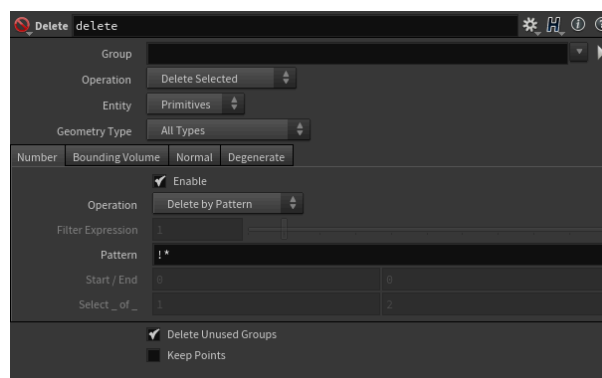 Delete delete
Group
Operation Delete Selected
Entity Primitives
Geometry Type All Types
Number Bounding Volume Normal Degenerate
Enable
Operation Delete by Pattern
Filter Expression 1
Pattern !*
Start / End 0 0
Select _ of _ 1 2
Delete Unused Groups
Keep Points